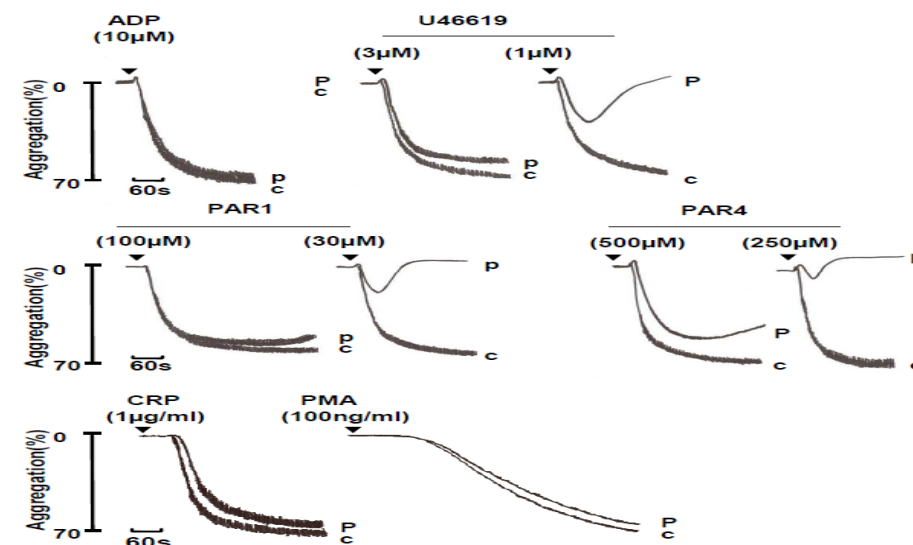 ADP
(10µM)
U46619
(3µM)
(1µM)
Aggregation(%)
0
70
60s
P
C
p
c
p
c
P
c
PAR1
(100µM)
(30µM)
PAR4
(500µM)
(250µM)
Aggregation(%)
0
70
60s
p
c
p
c
P
c
CRP
(1µg/ml)
PMA
(100ng/ml)
Aggregation(%)
0
70
60s
P
c
P
c